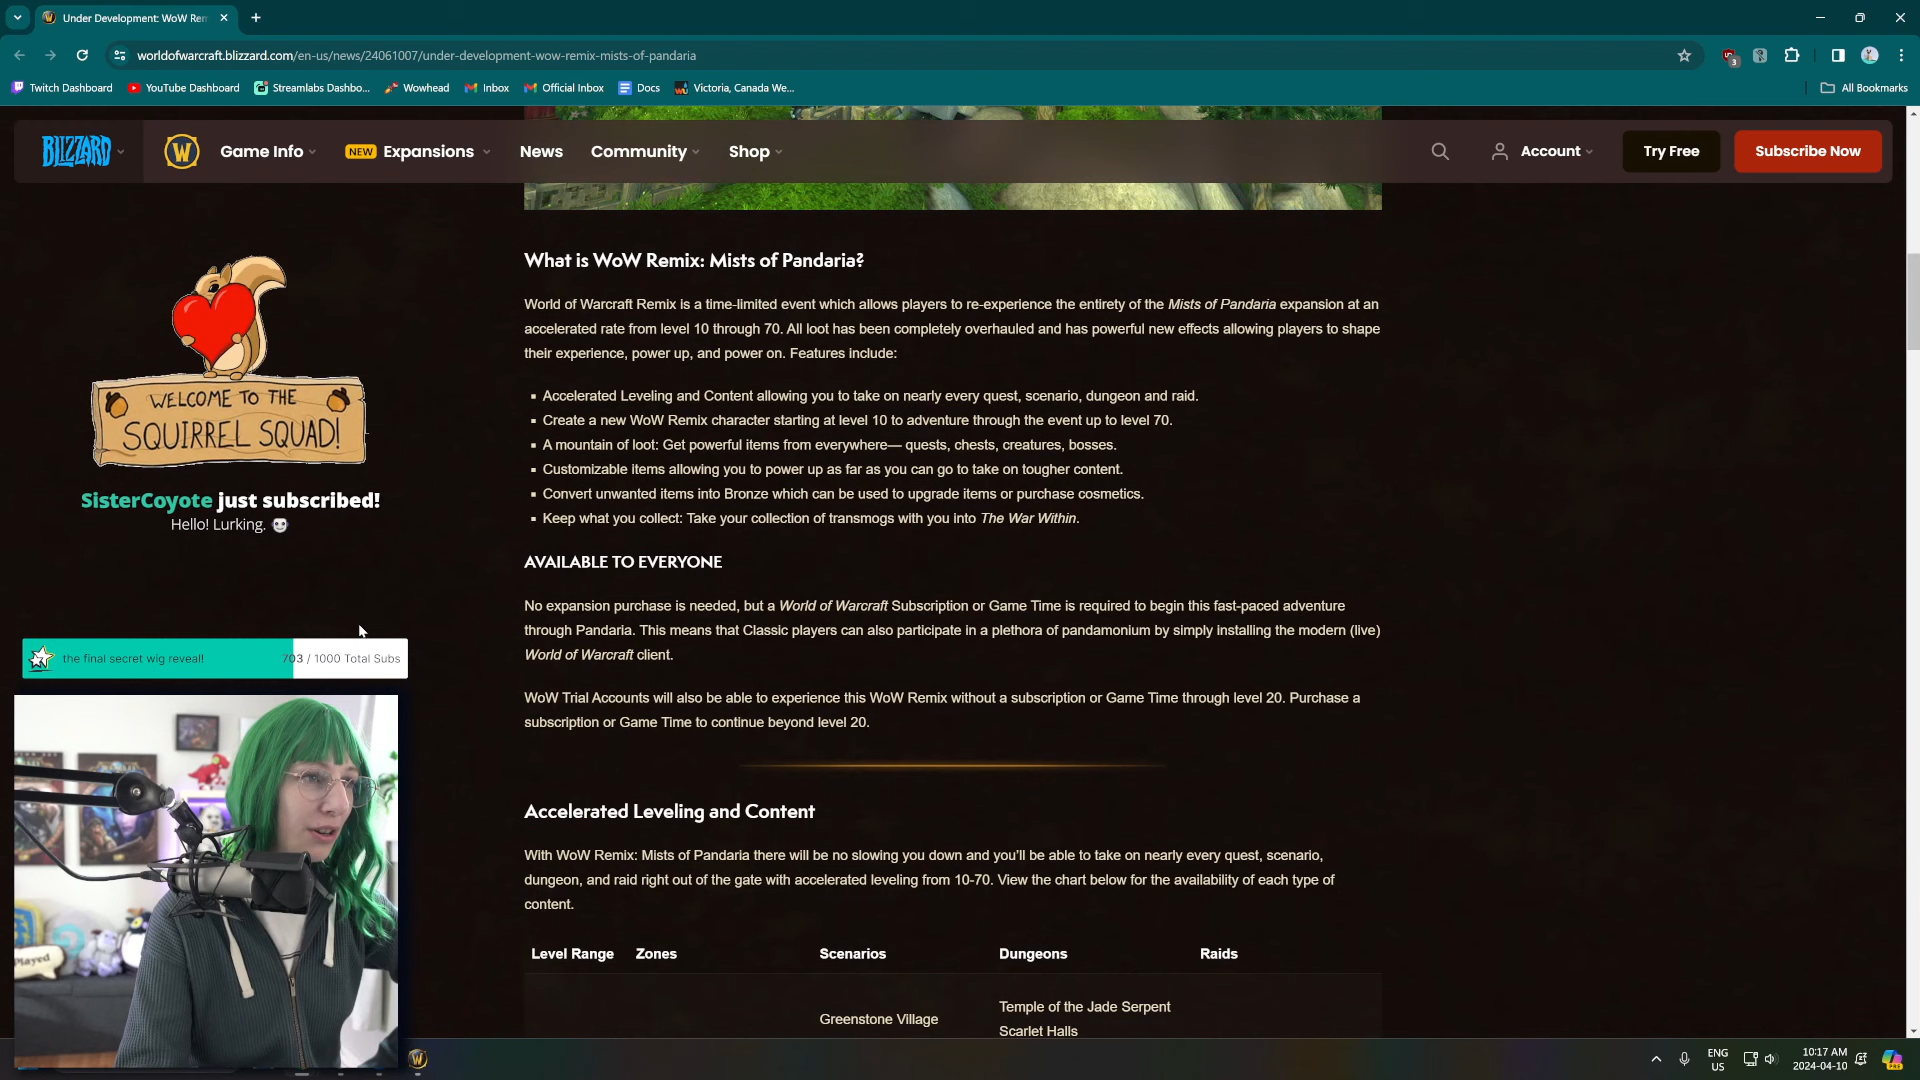 Under Development: WoW Rem
worldofwarcraft.blizzard.com/en-us/news/24061007/under-development-wow-remix-mists-of-pandaria
3
Twitch Dashboard
YouTube Dashboard
Streamlabs Dashbo...
Wowhead
Inbox
Official Inbox
Docs
Victoria, Canada We...
All Bookmarks
BLIZZARD
W
Game Info
NEW
Expansions
News
Community
Shop
Account
Try Free
Subscribe Now
What is WoW Remix: Mists of Pandaria?
World of Warcraft Remix is a time-limited event which allows players to re-experience the entirety of the Mists of Pandaria expansion at an
accelerated rate from level 10 through 70. All loot has been completely overhauled and has powerful new effects allowing players to shape
their experience, power up, and power on. Features include:
▪ Accelerated Leveling and Content allowing you to take on nearly every quest, scenario, dungeon and raid.
▪ Create a new WoW Remix character starting at level 10 to adventure through the event up to level 70.
▪ A mountain of loot: Get powerful items from everywhere— quests, chests, creatures, bosses.
▪ Customizable items allowing you to power up as far as you can go to take on tougher content.
▪ Convert unwanted items into Bronze which can be used to upgrade items or purchase cosmetics.
▪ Keep what you collect: Take your collection of transmogs with you into The War Within.
AVAILABLE TO EVERYONE
No expansion purchase is needed, but a World of Warcraft Subscription or Game Time is required to begin this fast-paced adventure
through Pandaria. This means that Classic players can also participate in a plethora of pandamonium by simply installing the modern (live)
World of Warcraft client.
WoW Trial Accounts will also be able to experience this WoW Remix without a subscription or Game Time through level 20. Purchase a
subscription or Game Time to continue beyond level 20.
Accelerated Leveling and Content
With WoW Remix: Mists of Pandaria there will be no slowing you down and you'll be able to take on nearly every quest, scenario,
dungeon, and raid right out of the gate with accelerated leveling from 10-70. View the chart below for the availability of each type of
content.
Level Range
Zones
Scenarios
Dungeons
Raids
Greenstone Village
Temple of the Jade Serpent
Scarlet Halls
WELCOME TO THE
SQUIRREL SQUAD!
SisterCoyote just subscribed!
Hello! Lurking.
the final secret wig reveal!
703 / 1000 Total Subs
Played
ENG
US
10:17 AM
2024-04-10
PRE